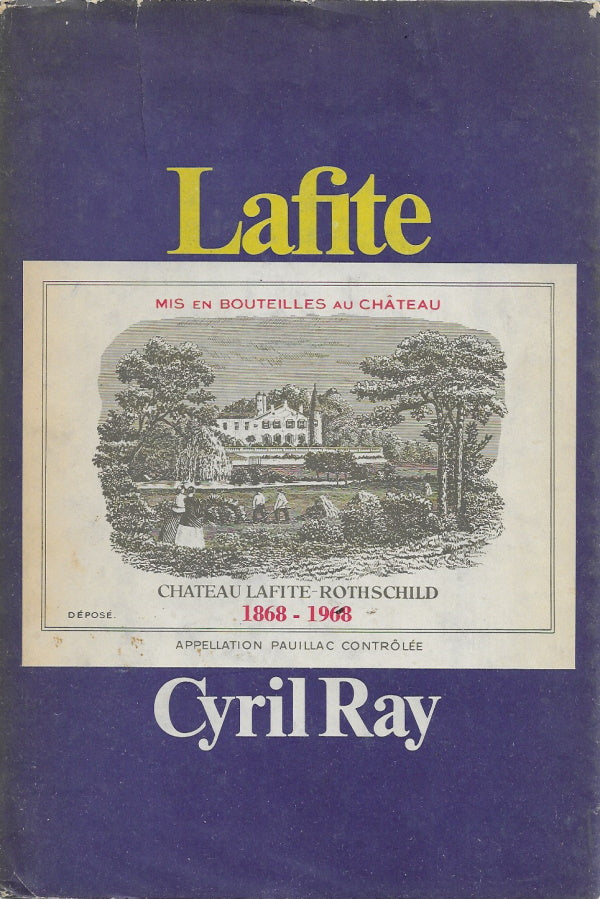 Lafite
MIS EN BOUTEILLES AU CHÂTEAU
CHATEAU LAFITE-ROTHSCHILD
1868 - 1968
DÉPOSÉ.
APPELLATION PAUILLAC CONTRÔLÉE
Cyril Ray